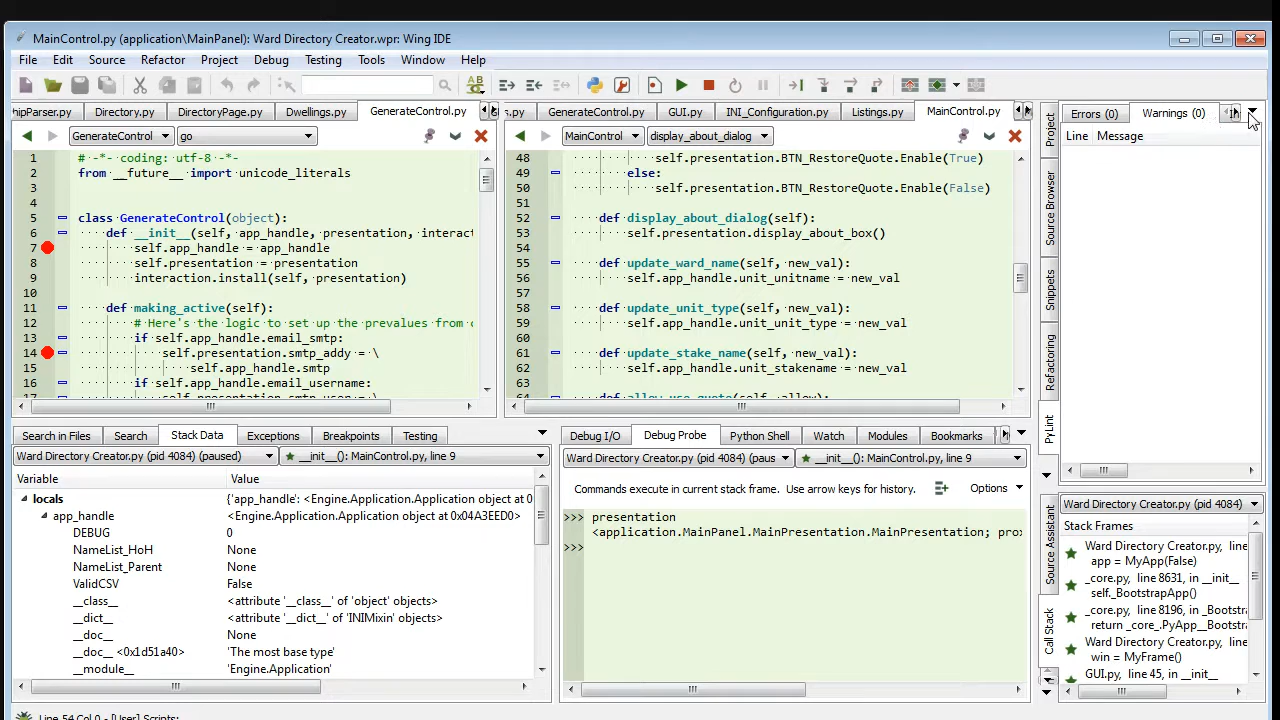 MainControl.py (application\MainPanel): Ward Directory Creator.wpr: Wing IDE
File Edit Source Refactor Project Debug Testing Tools Window Help
hipParser.py Directory.py DirectoryPage.py Dwellings.py GenerateControl.py
GenerateControl go
1 # -*- coding: utf-8 -*-
2 from __future__ import unicode_literals
3
4
5 class GenerateControl(object):
6 def __init__(self, app_handle, presentation, interact
7 self.app_handle = app_handle
8 self.presentation = presentation
9 interaction.install(self, presentation)
10
11 def making_active(self):
12 # Here's the logic to set up the prevalues from c
13 if self.app_handle.email_smtp:
14 self.presentation.smtp_addy = \
15 self.app_handle.smtp
16 if self.app_handle.email_username:
s.py GenerateControl.py GUI.py INI_Configuration.py Listings.py MainControl.py
MainControl display_about_dialog
48 self.presentation.BTN_RestoreQuote.Enable(True)
49 else:
50 self.presentation.BTN_RestoreQuote.Enable(False)
51
52 def display_about_dialog(self):
53 self.presentation.display_about_box()
54
55 def update_ward_name(self, new_val):
56 self.app_handle.unit_unitname = new_val
57
58 def update_unit_type(self, new_val):
59 self.app_handle.unit_unit_type = new_val
60
61 def update_stake_name(self, new_val):
62 self.app_handle.unit_stakename = new_val
63
Project
Source Browser
Snippets
Refactoring
PyLint
Errors (0) Warnings (0)
Line Message
Search in Files Search Stack Data Exceptions Breakpoints Testing
Ward Directory Creator.py (pid 4084) (paused) __init__(): MainControl.py, line 9
Variable Value
locals {'app_handle': <Engine.Application.Application object at 0
app_handle <Engine.Application.Application object at 0x04A3EED0>
DEBUG 0
NameList_HoH None
NameList_Parent None
ValidCSV False
__class__ <attribute '__class__' of 'object' objects>
__dict__ <attribute '__dict__' of 'INIMixin' objects>
__doc__ None
__doc__ <0x1d51a40> 'The most base type'
__module__ 'Engine.Application'
Debug I/O Debug Probe Python Shell Watch Modules Bookmarks
Ward Directory Creator.py (pid 4084) (paus __init__(): MainControl.py, line 9
Commands execute in current stack frame. Use arrow keys for history. Options
>>> presentation
<application.MainPanel.MainPresentation.MainPresentation; prox
>>>
Source Assistant
Call Stack
Ward Directory Creator.py (pid 4084)
Stack Frames
Ward Directory Creator.py, line
app = MyApp(False)
_core.py, line 8631, in __init__
self._BootstrapApp()
_core.py, line 8196, in _Bootstr
return _core_.PyApp__Bootstr
Ward Directory Creator.py, line
win = MyFrame()
GUI.py, line 45, in __init__
Line 54 Col 0 - [User] Scripts: